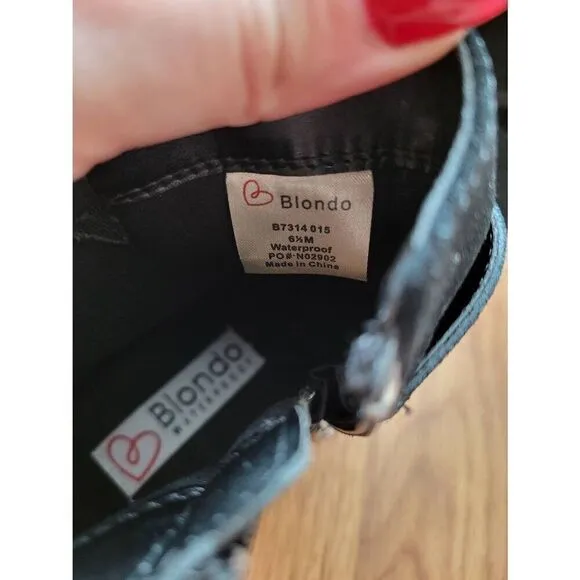 Blondo
B7314 015
6½M
Waterproof
PO# N02902
Made in China
Blondo
WATERPROOF